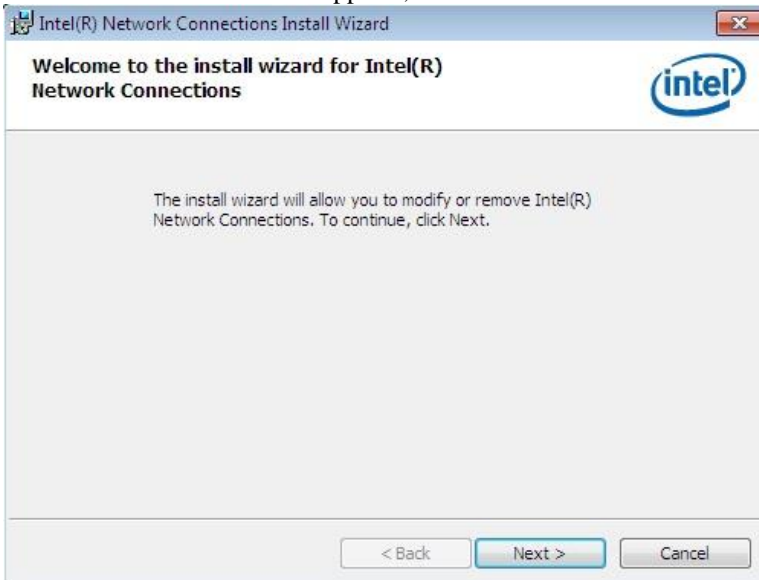 Intel(R) Network Connections Install Wizard
Welcome to the install wizard for Intel(R)
Network Connections
intel
The install wizard will allow you to modify or remove Intel(R)
Network Connections. To continue, click Next.
< Back Next > Cancel